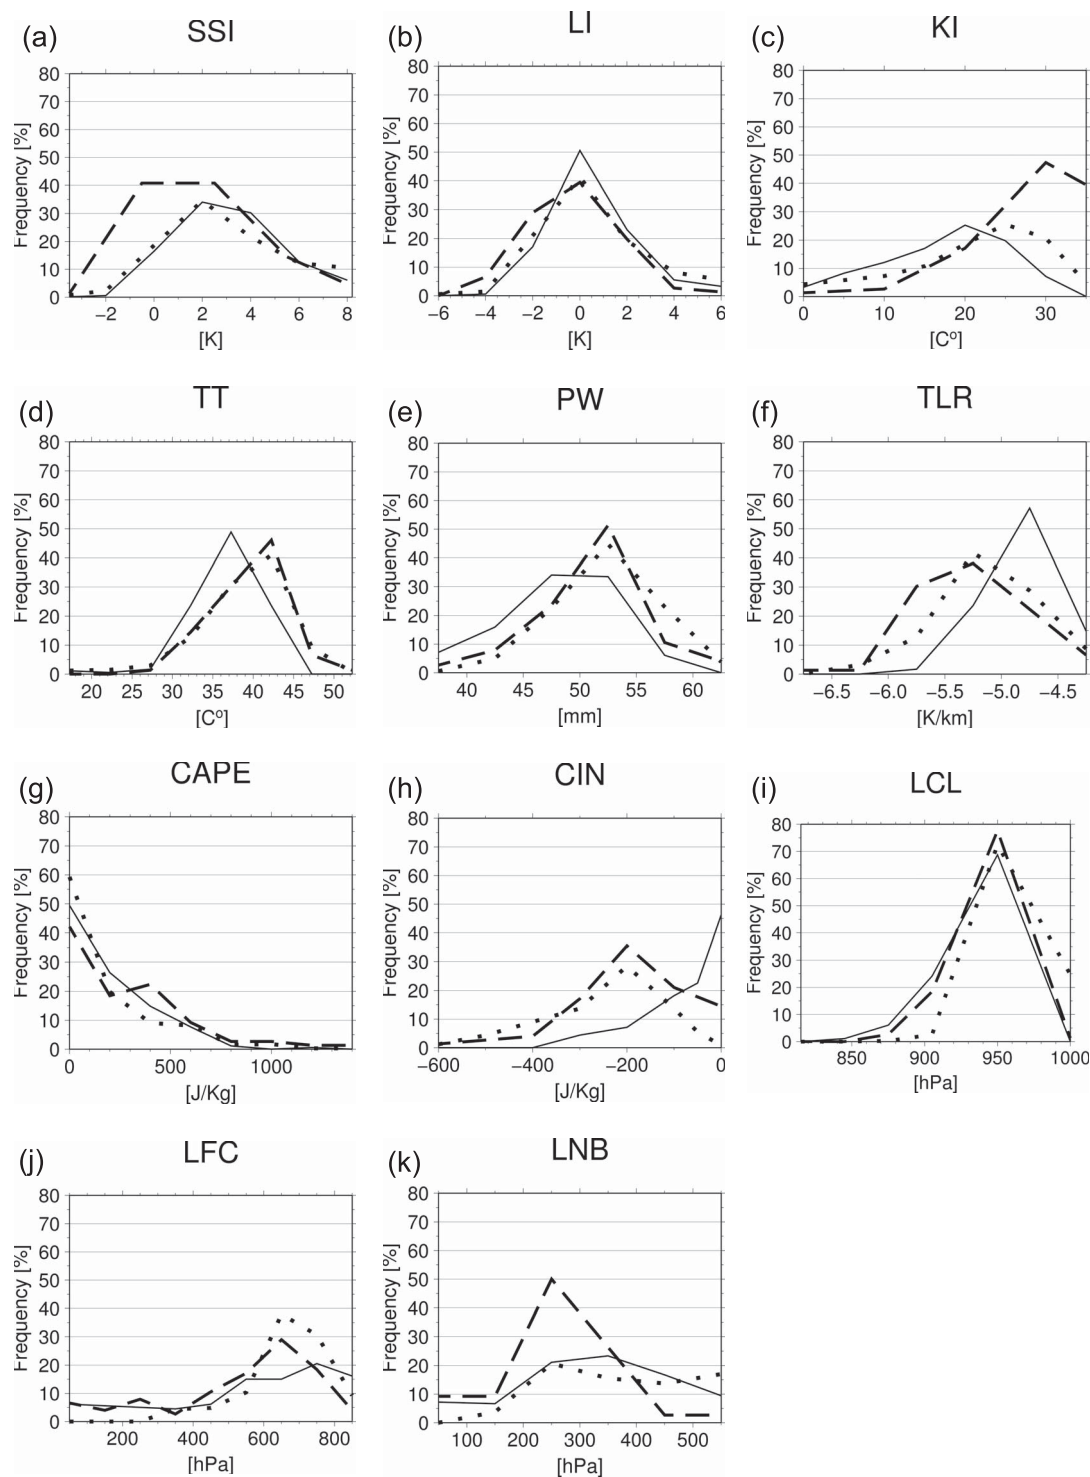 (a) SSI
Frequency [%]
80
70
60
50
40
30
20
10
0
−2 0 2 4 6 8
[K]
(b) LI
Frequency [%]
80
70
60
50
40
30
20
10
0
−6 −4 −2 0 2 4 6
[K]
(c) KI
Frequency [%]
80
70
60
50
40
30
20
10
0
0 10 20 30
[Cº]
(d) TT
Frequency [%]
80
70
60
50
40
30
20
10
0
20 25 30 35 40 45 50
[Cº]
(e) PW
Frequency [%]
80
70
60
50
40
30
20
10
0
40 45 50 55 60
[mm]
(f) TLR
Frequency [%]
80
70
60
50
40
30
20
10
0
−6.5 −6.0 −5.5 −5.0 −4.5
[K/km]
(g) CAPE
Frequency [%]
80
70
60
50
40
30
20
10
0
0 500 1000
[J/Kg]
(h) CIN
Frequency [%]
80
70
60
50
40
30
20
10
0
−600 −400 −200 0
[J/Kg]
(i) LCL
Frequency [%]
80
70
60
50
40
30
20
10
0
850 900 950 1000
[hPa]
(j) LFC
Frequency [%]
80
70
60
50
40
30
20
10
0
200 400 600 800
[hPa]
(k) LNB
Frequency [%]
80
70
60
50
40
30
20
10
0
100 200 300 400 500
[hPa]